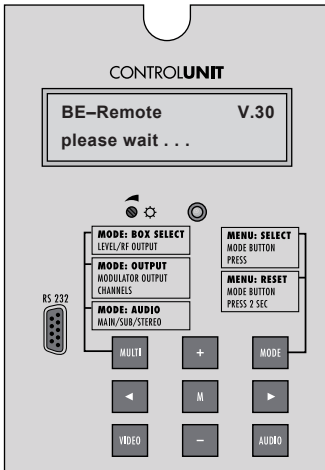 CONTROLUNIT
BE–Remote V.30
please wait . . .
MODE: BOX SELECT
LEVEL/RF OUTPUT
MODE: OUTPUT
MODULATOR OUTPUT
CHANNELS
MODE: AUDIO
MAIN/SUB/STEREO
MENU: SELECT
MODE BUTTON
PRESS
MENU: RESET
MODE BUTTON
PRESS 2 SEC
RS 232
MULTI + MODE
M
VIDEO – AUDIO